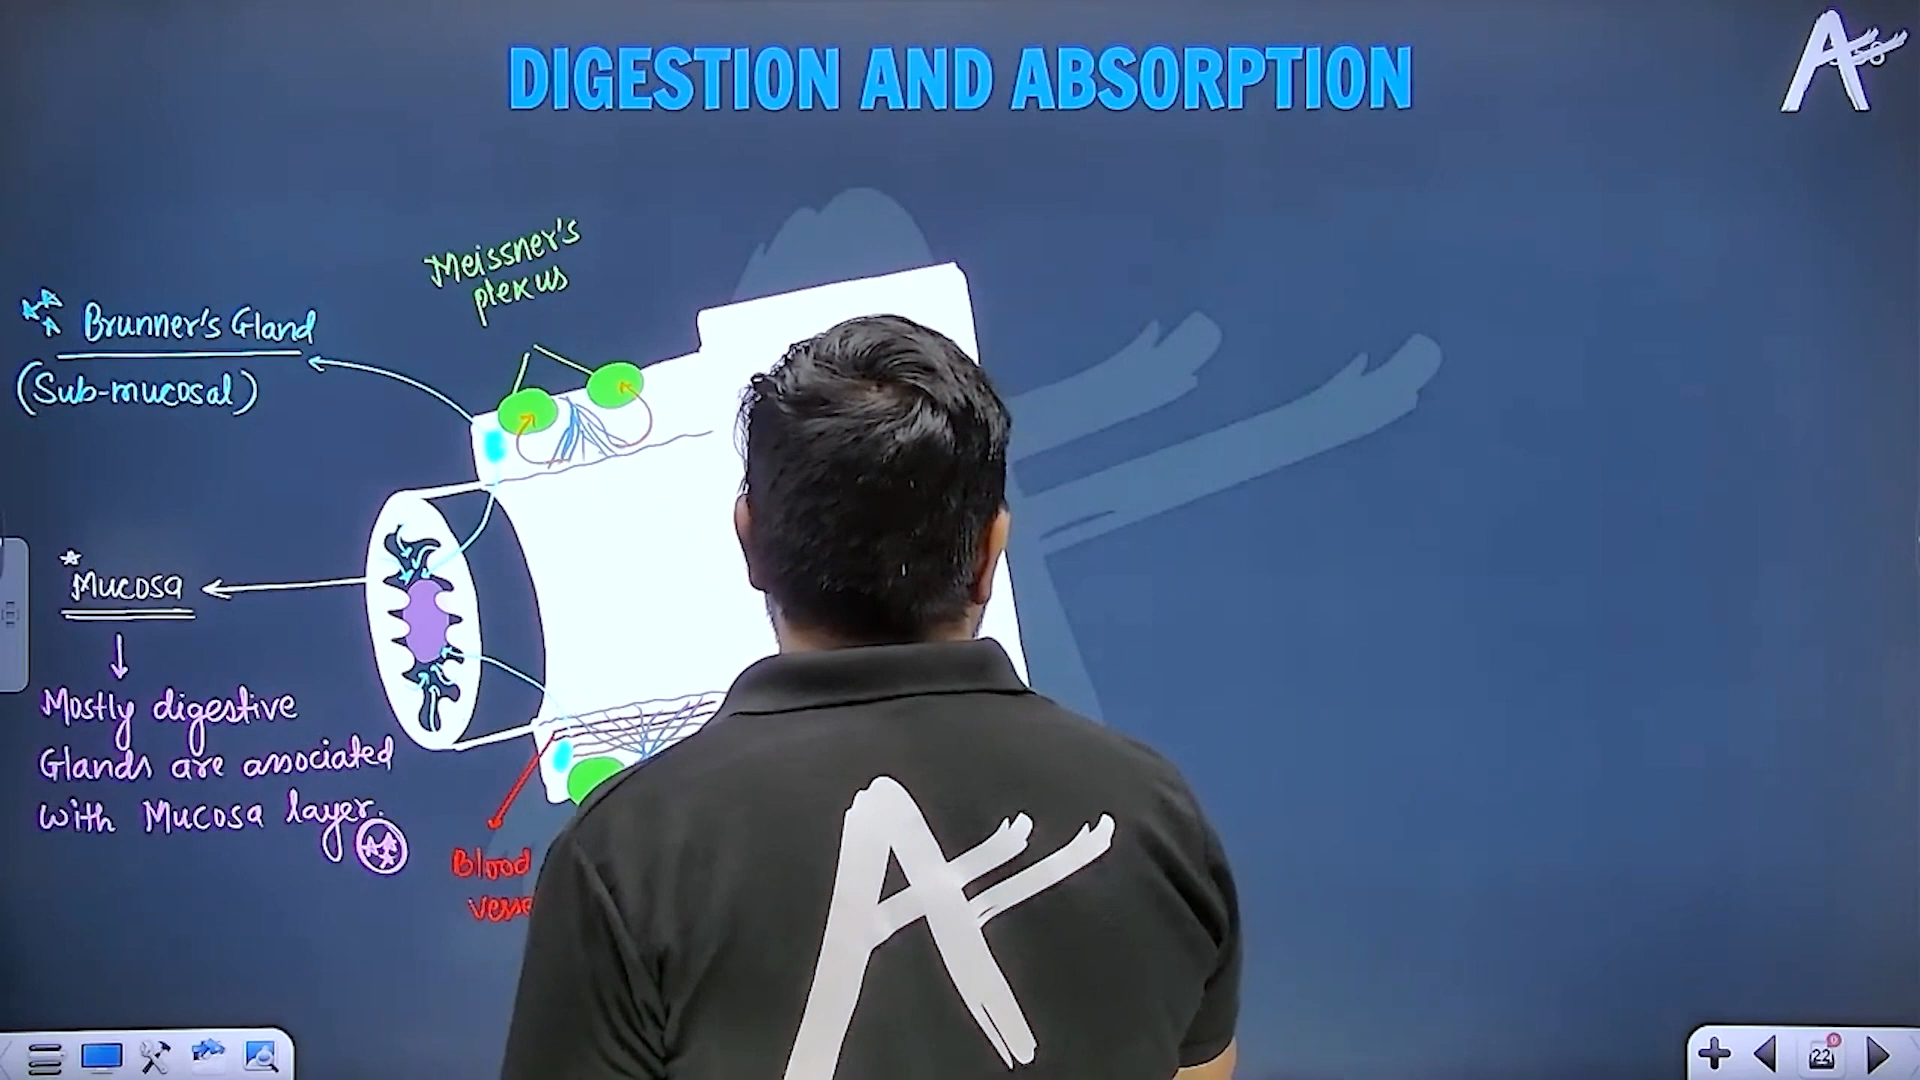 DIGESTION AND ABSORPTION
Meissner's
plexus
Brunner's Gland
(Sub-mucosal)
Mucosa
Mostly digestive
Glands are associated
with Mucosa layer.
Blood
22